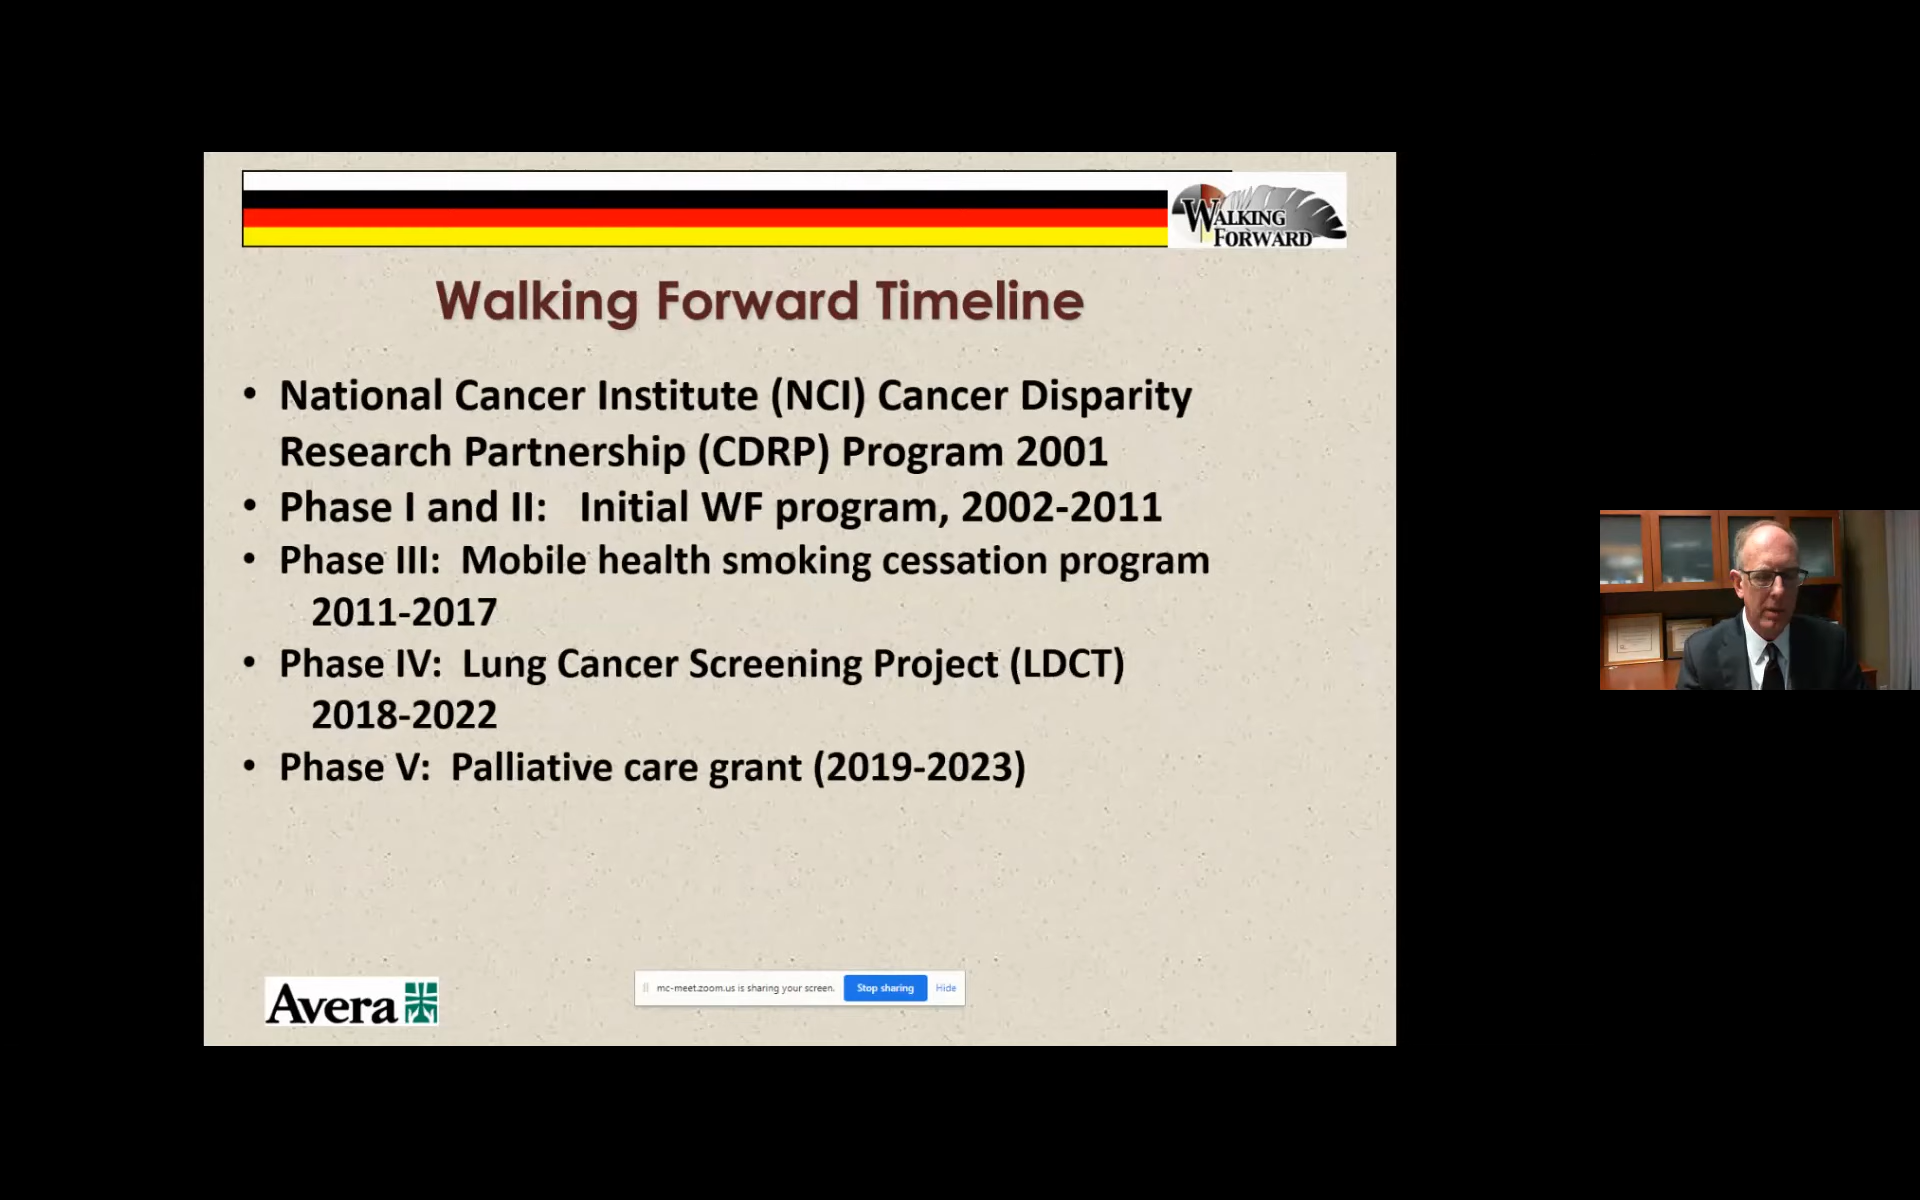 WALKING
FORWARD
Walking Forward Timeline
• National Cancer Institute (NCI) Cancer Disparity
Research Partnership (CDRP) Program 2001
• Phase I and II: Initial WF program, 2002-2011
• Phase III: Mobile health smoking cessation program
2011-2017
• Phase IV: Lung Cancer Screening Project (LDCT)
2018-2022
• Phase V: Palliative care grant (2019-2023)
Avera
mc-meet.zoom.us is sharing your screen. Stop sharing Hide